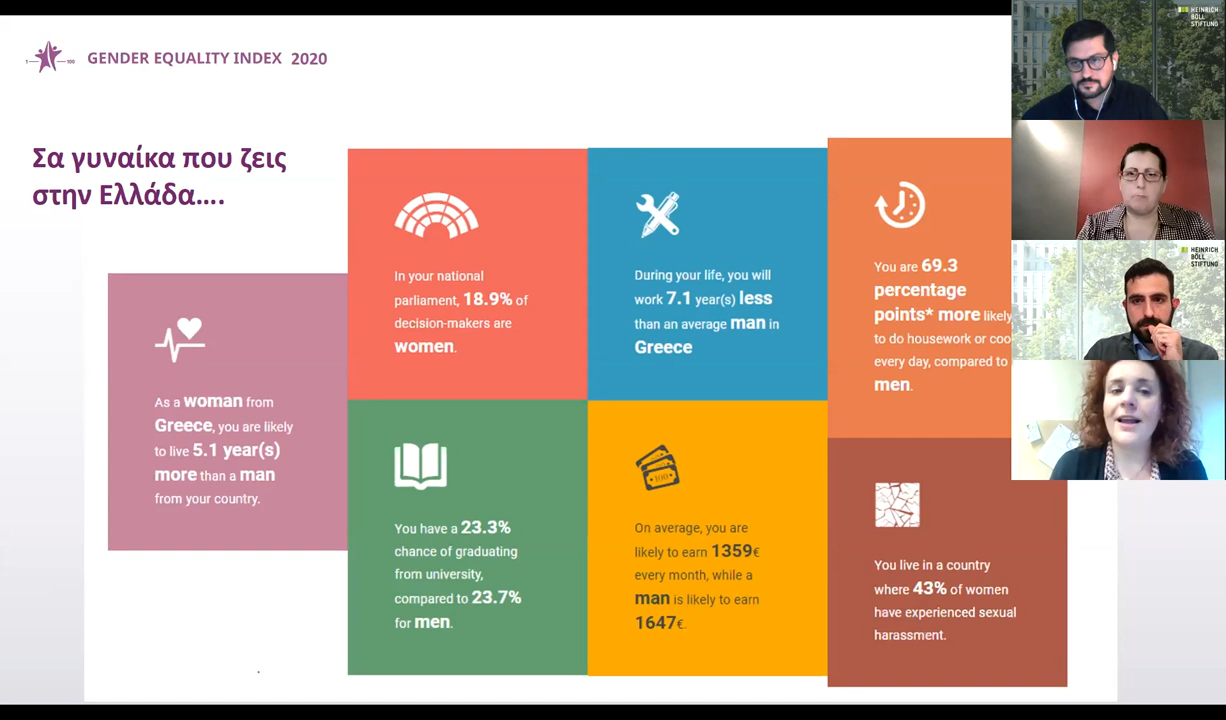 1 100
GENDER EQUALITY INDEX 2020
Σα γυναίκα που ζεις
στην Ελλάδα....
As a woman from
Greece, you are likely
to live 5.1 year(s)
more than a man
from your country.
In your national
parliament, 18.9% of
decision-makers are
women.
During your life, you will
work 7.1 year(s) less
than an average man in
Greece
You are 69.3
percentage
points* more likely
to do housework or coo
every day, compared to
men.
You have a 23.3%
chance of graduating
from university,
compared to 23.7%
for men.
100
On average, you are
likely to earn 1359€
every month, while a
man is likely to earn
1647€.
You live in a country
where 43% of women
have experienced sexual
harassment.
HEINRICH
BÖLL
STIFTUNG
HEINRICH
BÖLL
STIFTUNG